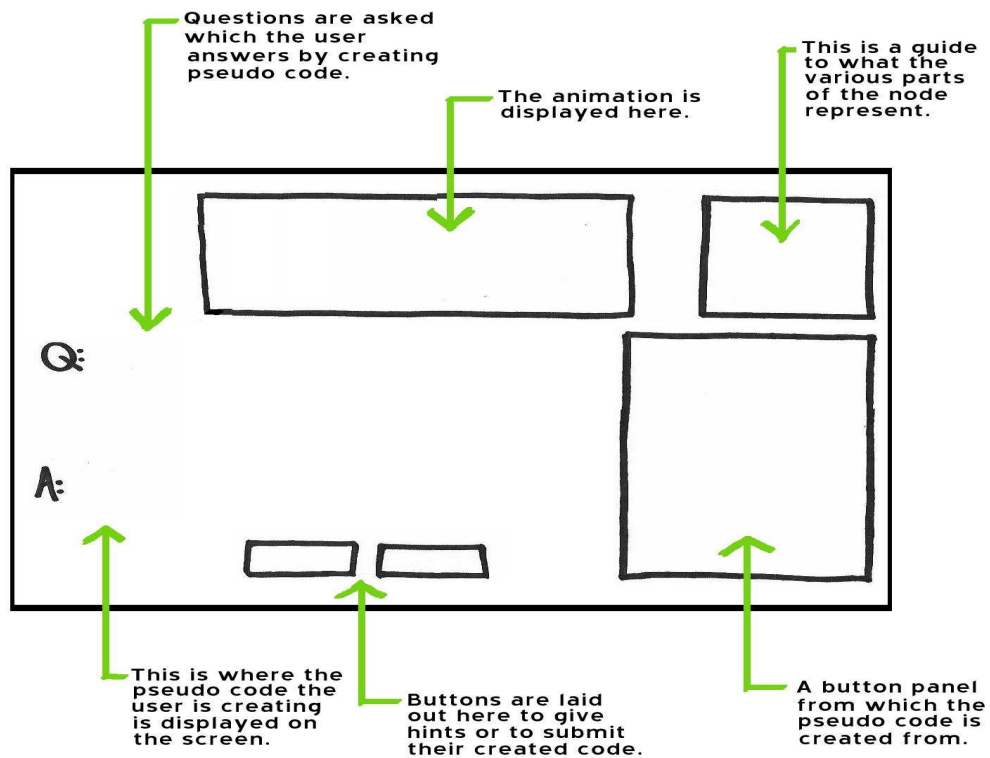 Questions are asked
which the user
answers by creating
pseudo code.
The animation is
displayed here.
This is a guide
to what the
various parts
of the node
represent.
Q:
A:
This is where the
pseudo code the
user is creating
is displayed on
the screen.
Buttons are laid
out here to give
hints or to submit
their created code.
A button panel
from which the
pseudo code is
created from.